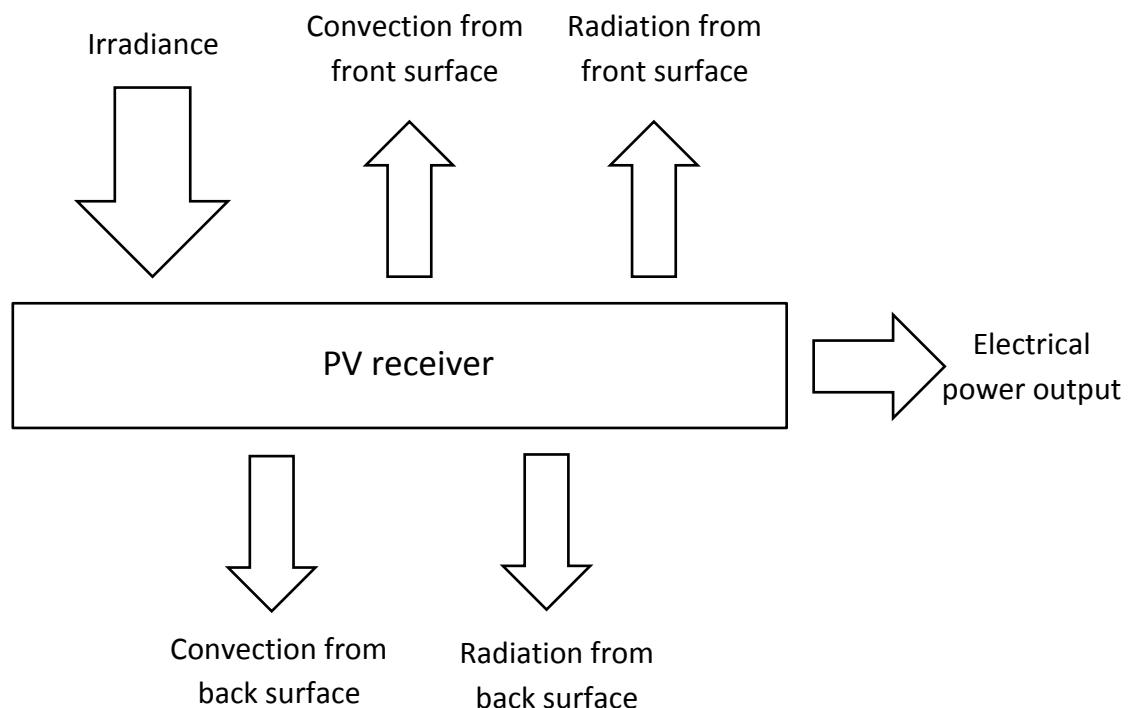 Irradiance
Convection from
front surface
Radiation from
front surface
PV receiver
Electrical
power output
Convection from
back surface
Radiation from
back surface